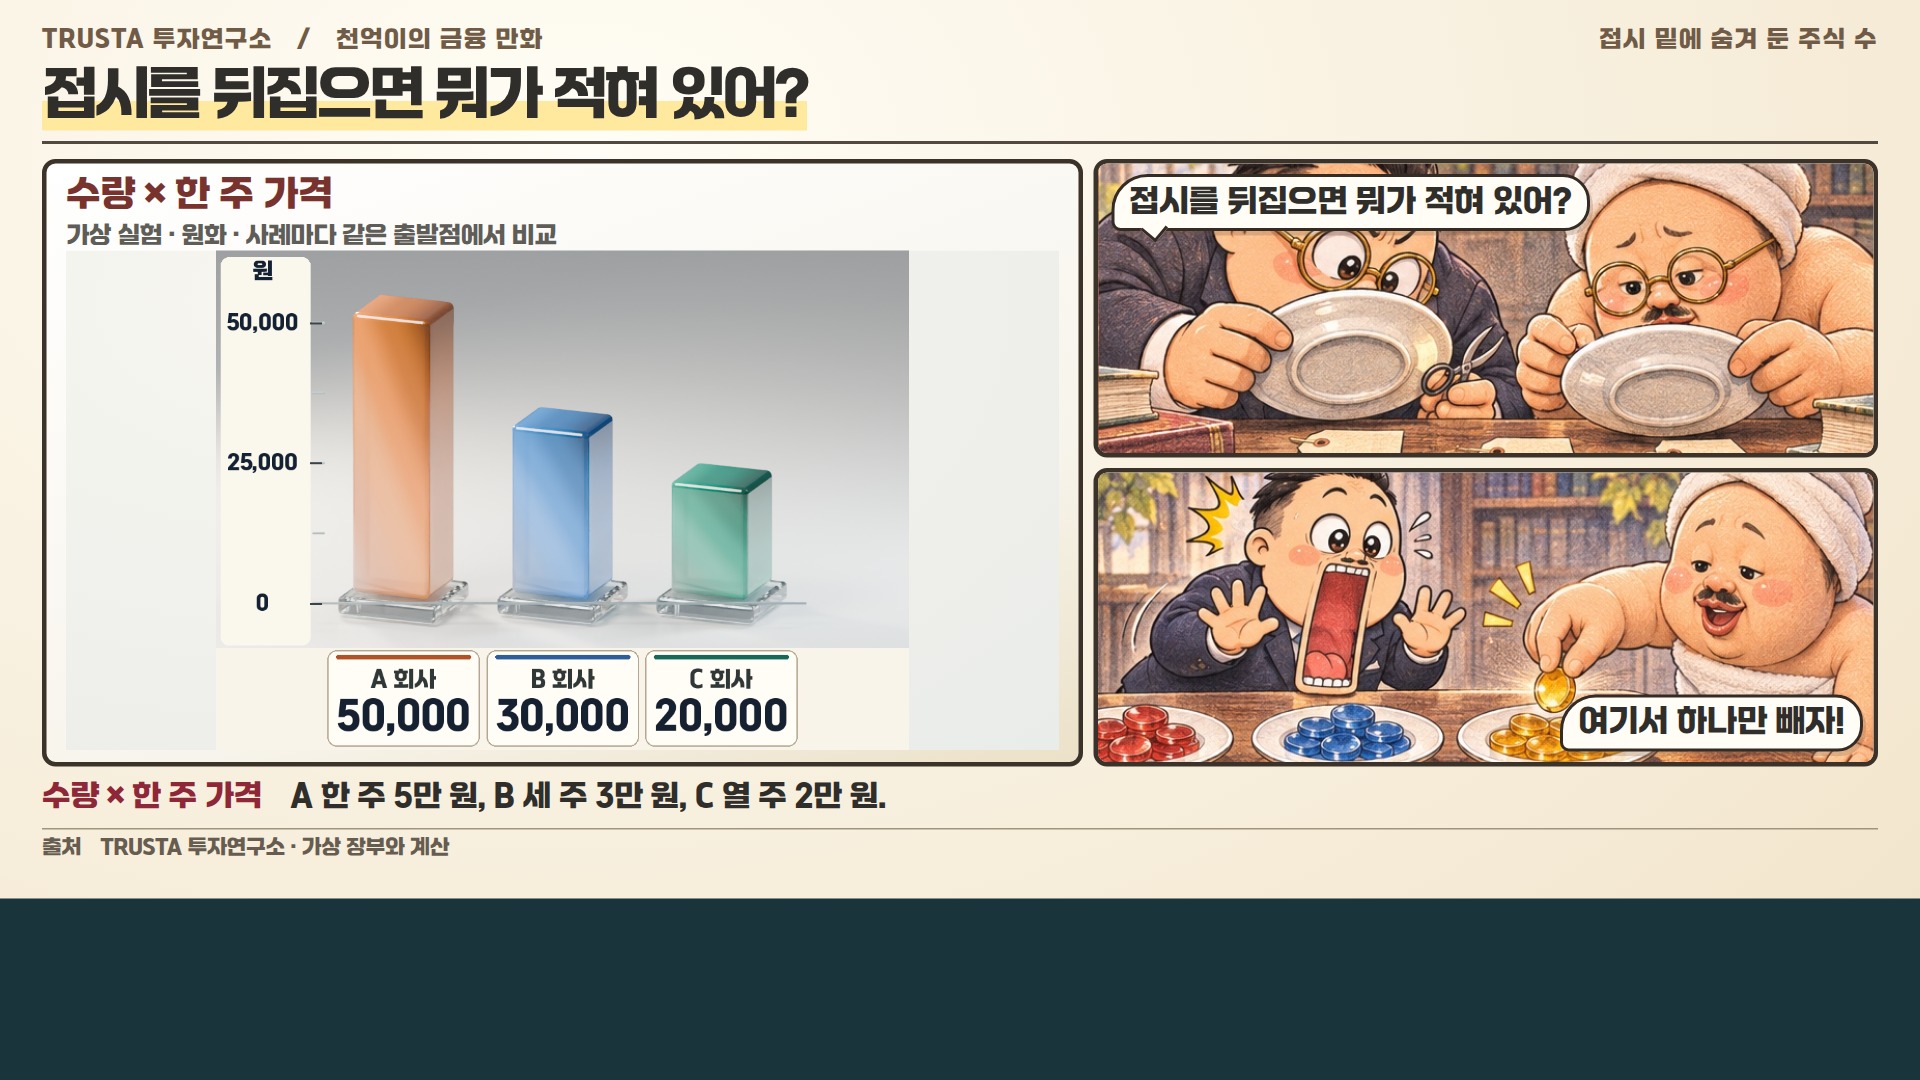 TRUSTA 투자연구소 / 천억이의 금융 만화
접시 밑에 숨겨 둔 주식 수
접시를 뒤집으면 뭐가 적혀 있어?
수량 × 한 주 가격
가상 실험 · 원화 · 사례마다 같은 출발점에서 비교
원
50,000
25,000
0
A 회사
50,000
B 회사
30,000
C 회사
20,000
접시를 뒤집으면 뭐가 적혀 있어?
여기서 하나만 빼자!
수량 × 한 주 가격 A 한 주 5만 원, B 세 주 3만 원, C 열 주 2만 원.
출처 TRUSTA 투자연구소 · 가상 장부와 계산